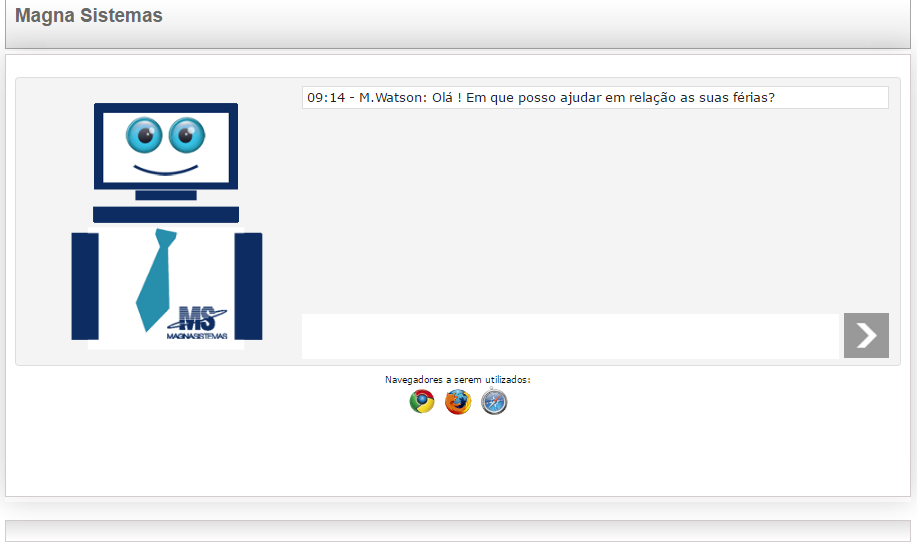 Magna Sistemas
09:14 - M.Watson: Olá ! Em que posso ajudar em relação as suas férias?
MS
MAGNASISTEMAS
Navegadores a serem utilizados: